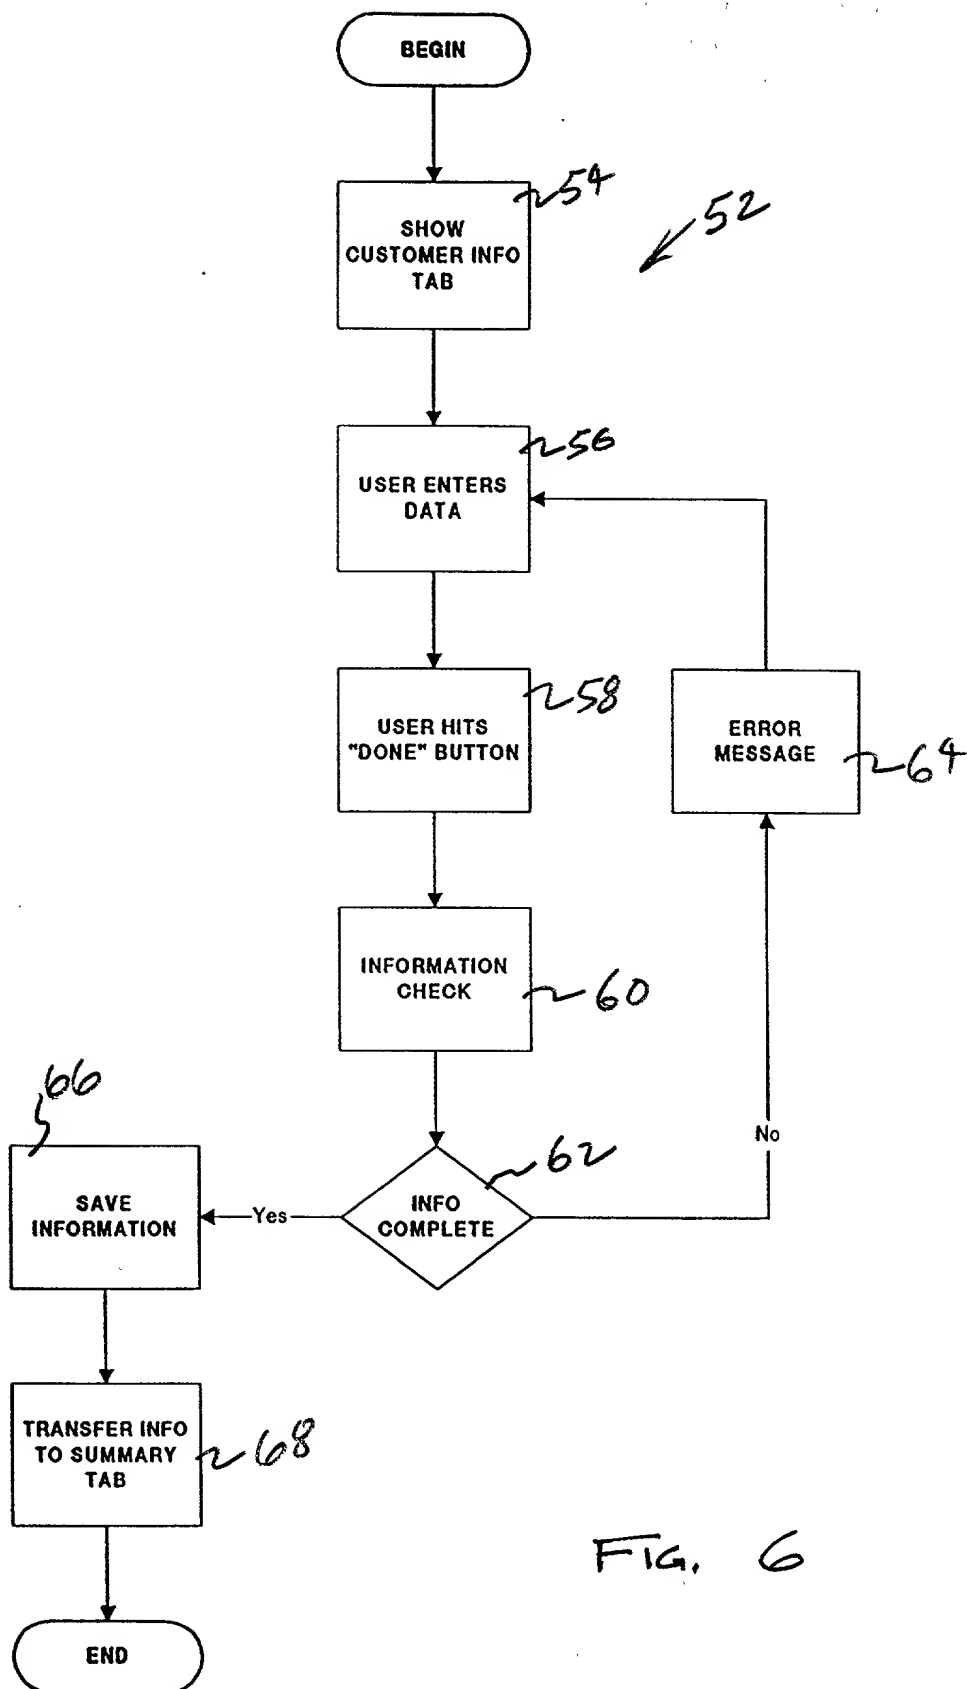 BEGIN
54
SHOW
CUSTOMER INFO
TAB
52
56
USER ENTERS
DATA
58
USER HITS
"DONE" BUTTON
ERROR
MESSAGE
64
INFORMATION
CHECK
60
66
No
62
SAVE
INFORMATION
Yes
INFO
COMPLETE
TRANSFER INFO
TO SUMMARY
TAB
68
FIG. 6
END